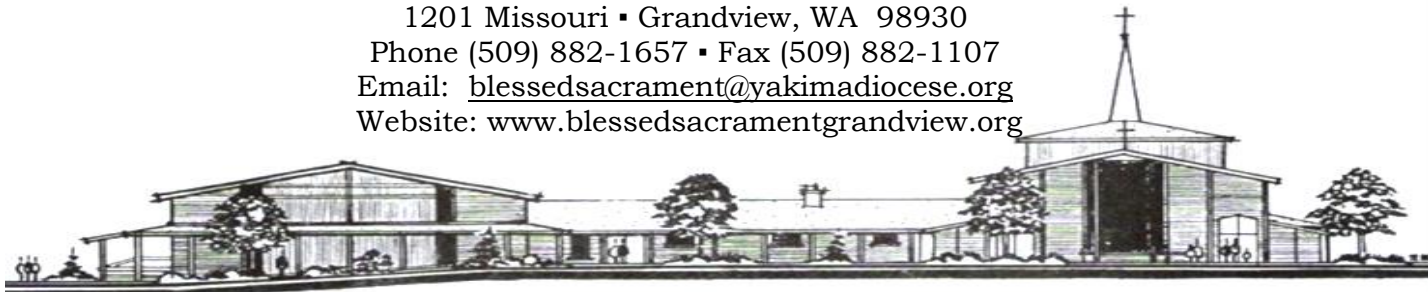 1201 Missouri ▪ Grandview, WA  98930
Phone (509) 882-1657 ▪ Fax (509) 882-1107
Email:  blessedsacrament@yakimadiocese.org
Website: www.blessedsacramentgrandview.org